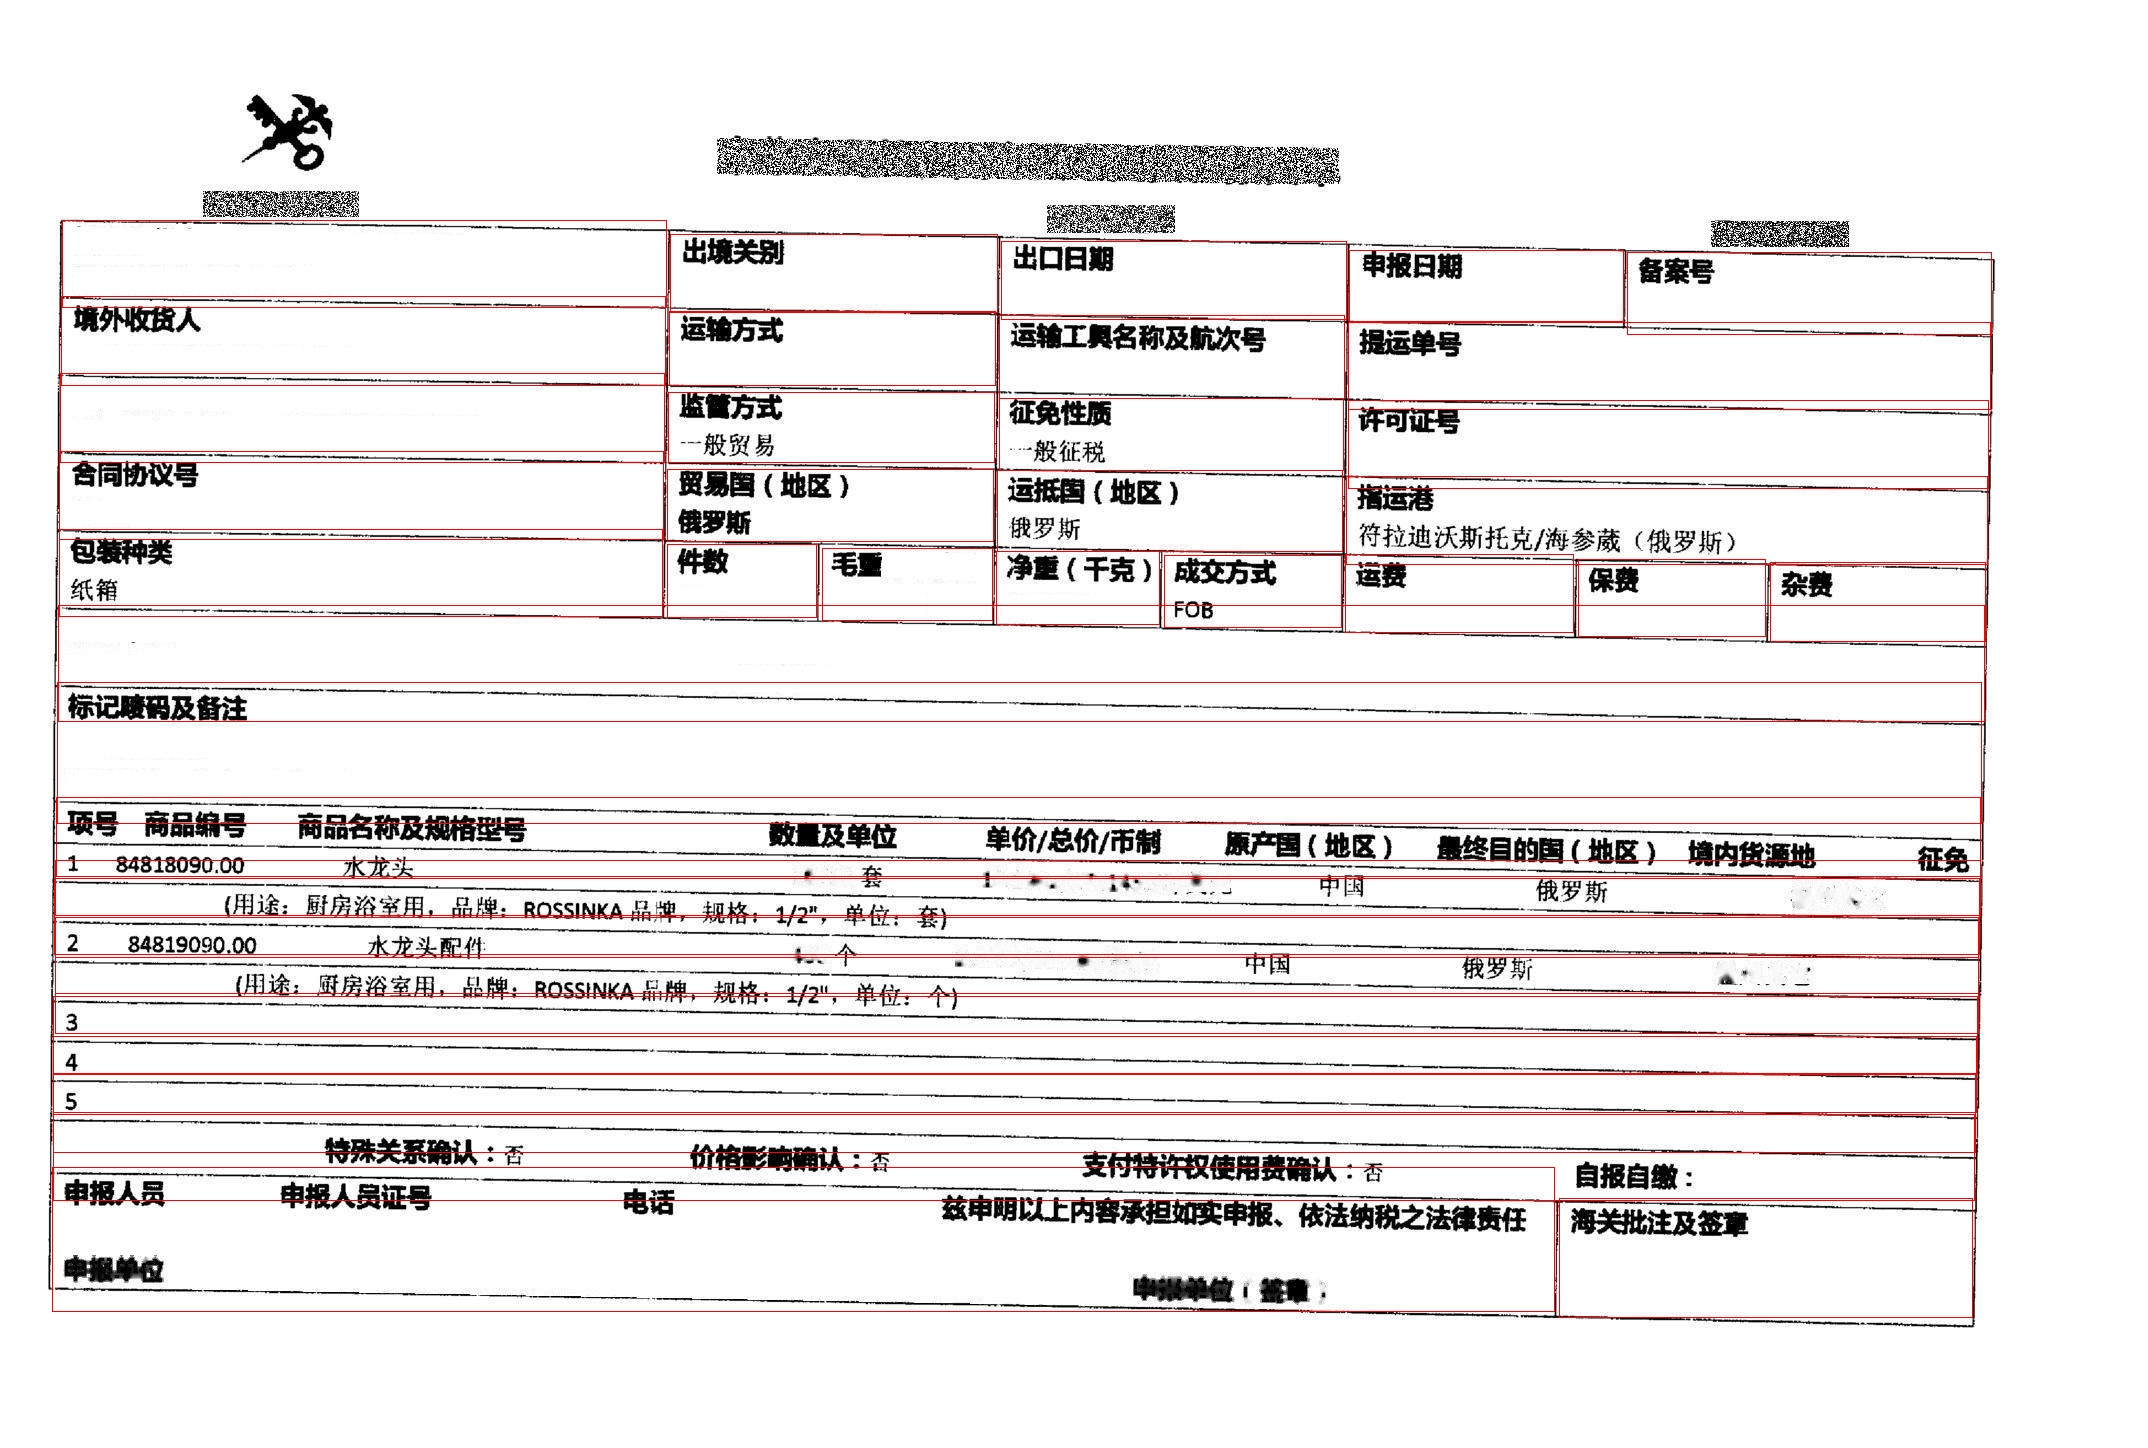 出境关别 出口日期 申报日期 备案号
境外收货人 运输方式 运输工具名称及航次号 提运单号
监管方式 征免性质 许可证号
一般贸易 一般征税
合同协议号 贸易国（地区） 运抵国（地区） 指运港
俄罗斯 俄罗斯 符拉迪沃斯托克/海参崴（俄罗斯）
包装种类 件数 毛重 净重（千克） 成交方式 运费 保费 杂费
纸箱 FOB
标记唛码及备注
项号 商品编号 商品名称及规格型号 数量及单位 单价/总价/币制 原产国（地区） 最终目的国（地区） 境内货源地 征免
1 84818090.00 水龙头 套 中国 俄罗斯
(用途：厨房浴室用，品牌：ROSSINKA 品牌，规格：1/2"，单位：套)
2 84819090.00 水龙头配件 个 中国 俄罗斯
(用途：厨房浴室用，品牌：ROSSINKA 品牌，规格：1/2"，单位：个)
3
4
5
特殊关系确认：否 价格影响确认：否 支付特许权使用费确认：否 自报自缴：
申报人员 申报人员证号 电话 兹申明以上内容承担如实申报、依法纳税之法律责任 海关批注及签章
申报单位 申报单位（签章）